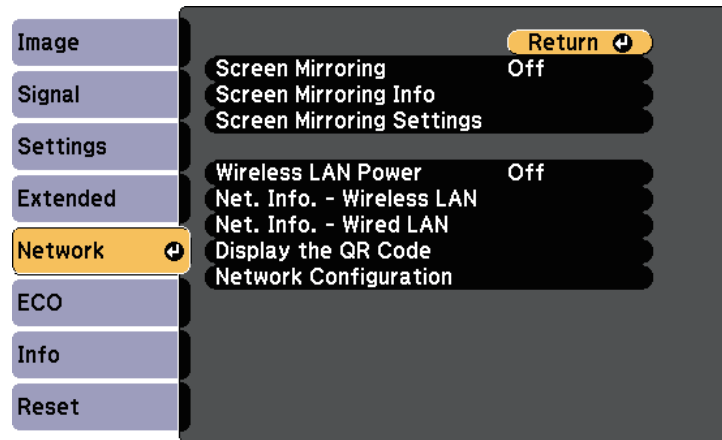 Image
Signal
Settings
Extended
Network
ECO
Info
Reset
Return
Screen Mirroring Off
Screen Mirroring Info
Screen Mirroring Settings
Wireless LAN Power Off
Net. Info. - Wireless LAN
Net. Info. - Wired LAN
Display the QR Code
Network Configuration